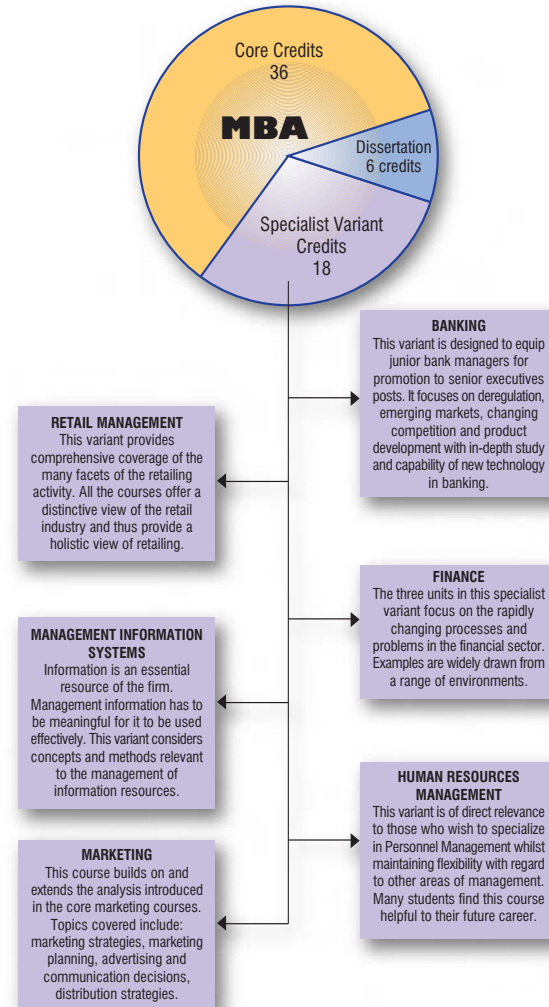 Core Credits
36
MBA
Dissertation
6 credits
Specialist Variant
Credits
18
BANKING
This variant is designed to equip
junior bank managers for
promotion to senior executives
posts. It focuses on deregulation,
emerging markets, changing
competition and product
development with in-depth study
and capability of new technology
in banking.
RETAIL MANAGEMENT
This variant provides
comprehensive coverage of the
many facets of the retailing
activity. All the courses offer a
distinctive view of the retail
industry and thus provide a
holistic view of retailing.
FINANCE
The three units in this specialist
variant focus on the rapidly
changing processes and
problems in the financial sector.
Examples are widely drawn from
a range of environments.
MANAGEMENT INFORMATION
SYSTEMS
Information is an essential
resource of the firm.
Management information has to
be meaningful for it to be used
effectively. This variant considers
concepts and methods relevant
to the management of
information resources.
HUMAN RESOURCES
MANAGEMENT
This variant is of direct relevance
to those who wish to specialize
in Personnel Management whilst
maintaining flexibility with regard
to other areas of management.
Many students find this course
helpful to their future career.
MARKETING
This course builds on and
extends the analysis introduced
in the core marketing courses.
Topics covered include:
marketing strategies, marketing
planning, advertising and
communication decisions,
distribution strategies.